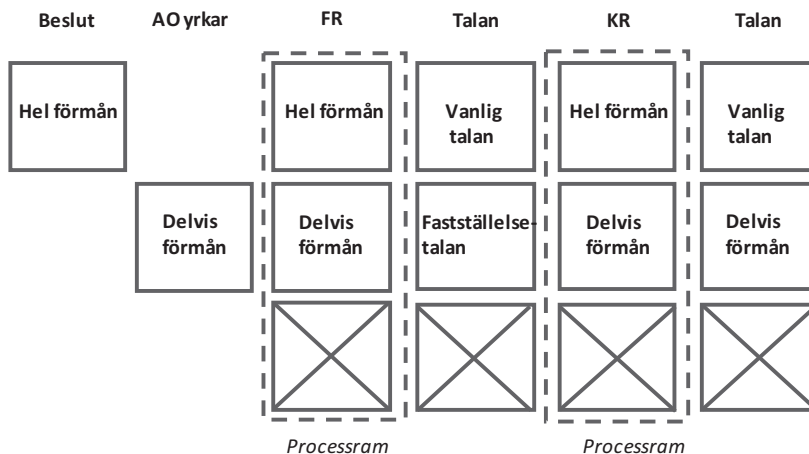 Beslut AO yrkar FR Talan KR Talan
Hel förmån Hel förmån Vanlig talan Hel förmån Vanlig talan
Delvis förmån Delvis förmån Fastställelse-talan Delvis förmån Delvis förmån
Processram Processram